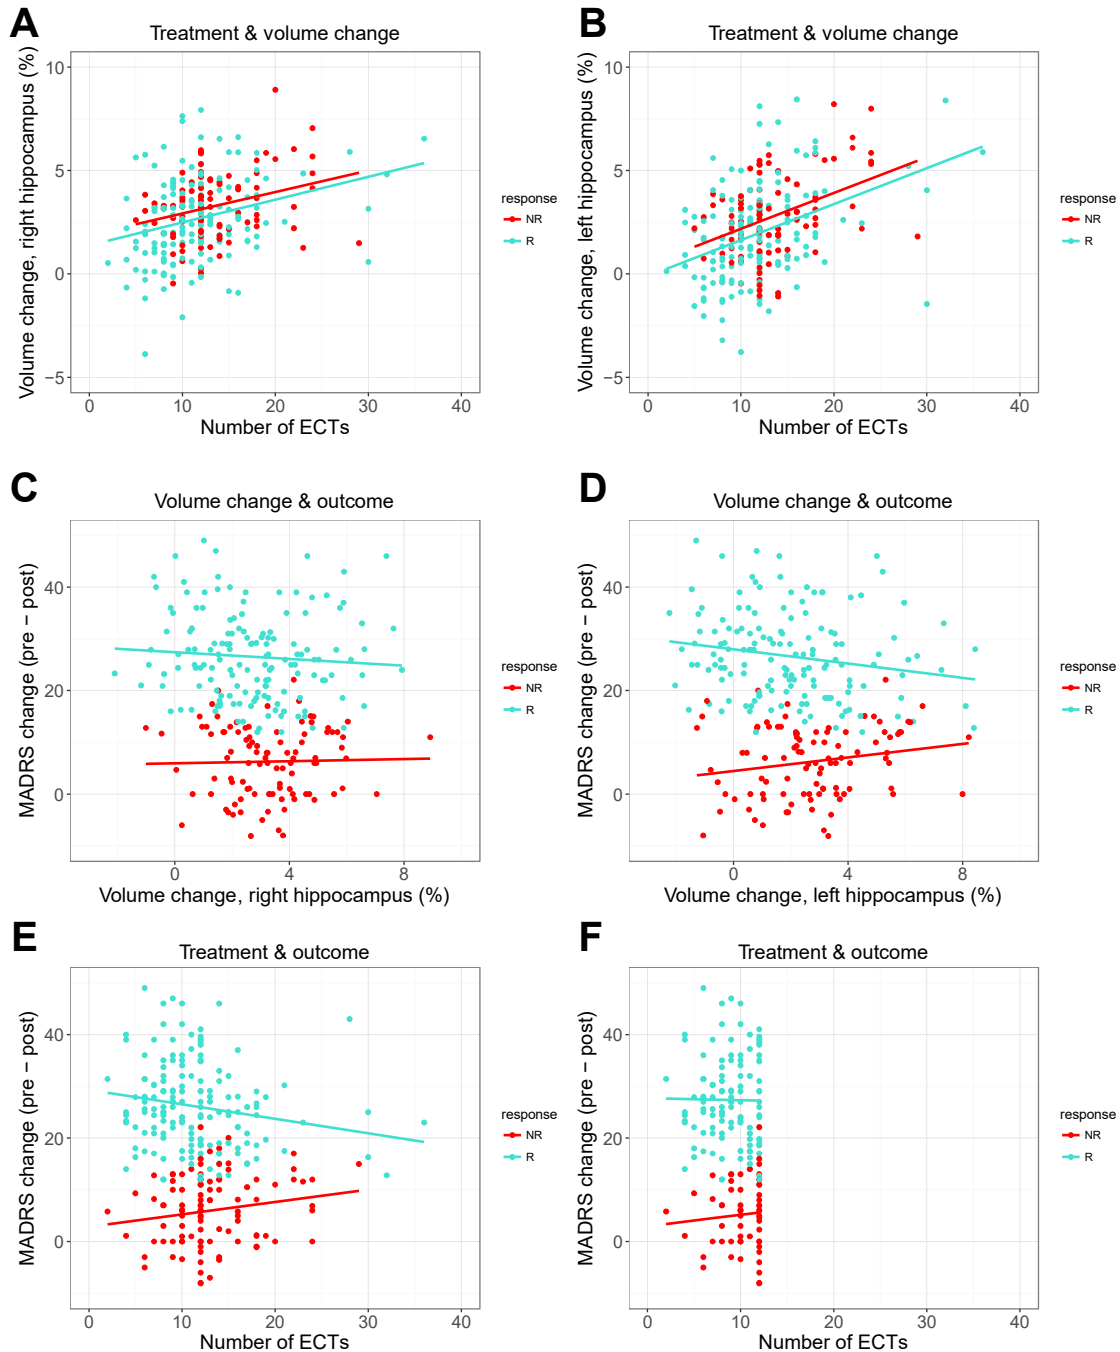 A
Treatment & volume change
Volume change, right hippocampus (%)
10
5
0
−5
0
10
20
30
40
Number of ECTs
response
NR
R
B
Treatment & volume change
Volume change, left hippocampus (%)
10
5
0
−5
0
10
20
30
40
Number of ECTs
response
NR
R
C
Volume change & outcome
MADRS change (pre − post)
40
20
0
0
4
8
Volume change, right hippocampus (%)
response
NR
R
D
Volume change & outcome
MADRS change (pre − post)
40
20
0
0
4
8
Volume change, left hippocampus (%)
response
NR
R
E
Treatment & outcome
MADRS change (pre − post)
40
20
0
0
10
20
30
40
Number of ECTs
response
NR
R
F
Treatment & outcome
MADRS change (pre − post)
40
20
0
0
10
20
30
40
Number of ECTs
response
NR
R